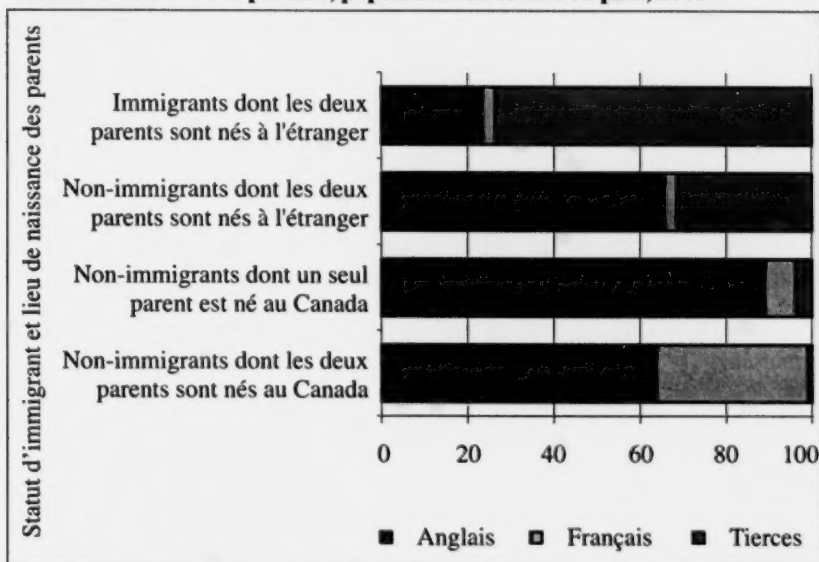 Statut d'immigrant et lieu de naissance des parents
Immigrants dont les deux
parents sont nés à l'étranger
Non-immigrants dont les deux
parents sont nés à l'étranger
Non-immigrants dont un seul
parent est né au Canada
Non-immigrants dont les deux
parents sont nés au Canada
0 20 40 60 80 100
Anglais Français Tierces